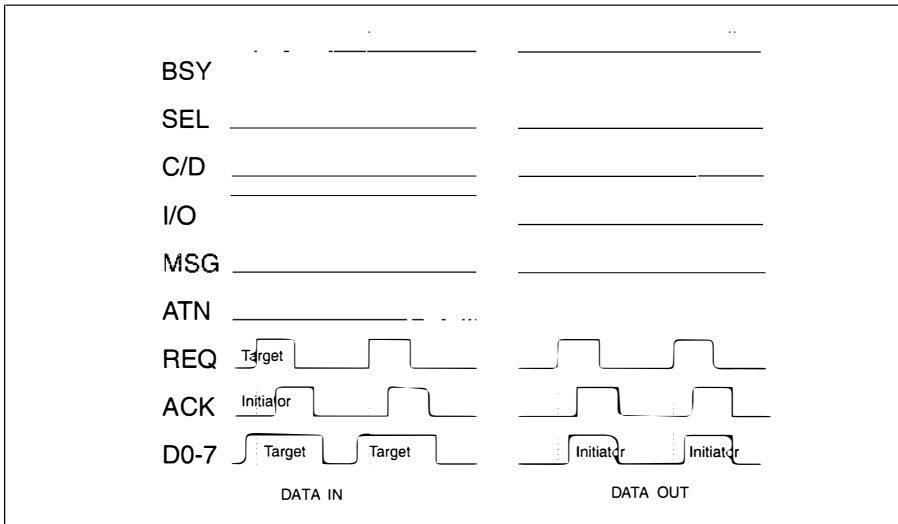 BSY
SEL
C/D
I/O
MSG
ATN
REQ Target
ACK Initiator
D0-7 Target Target Initiator Initiator
DATA IN DATA OUT